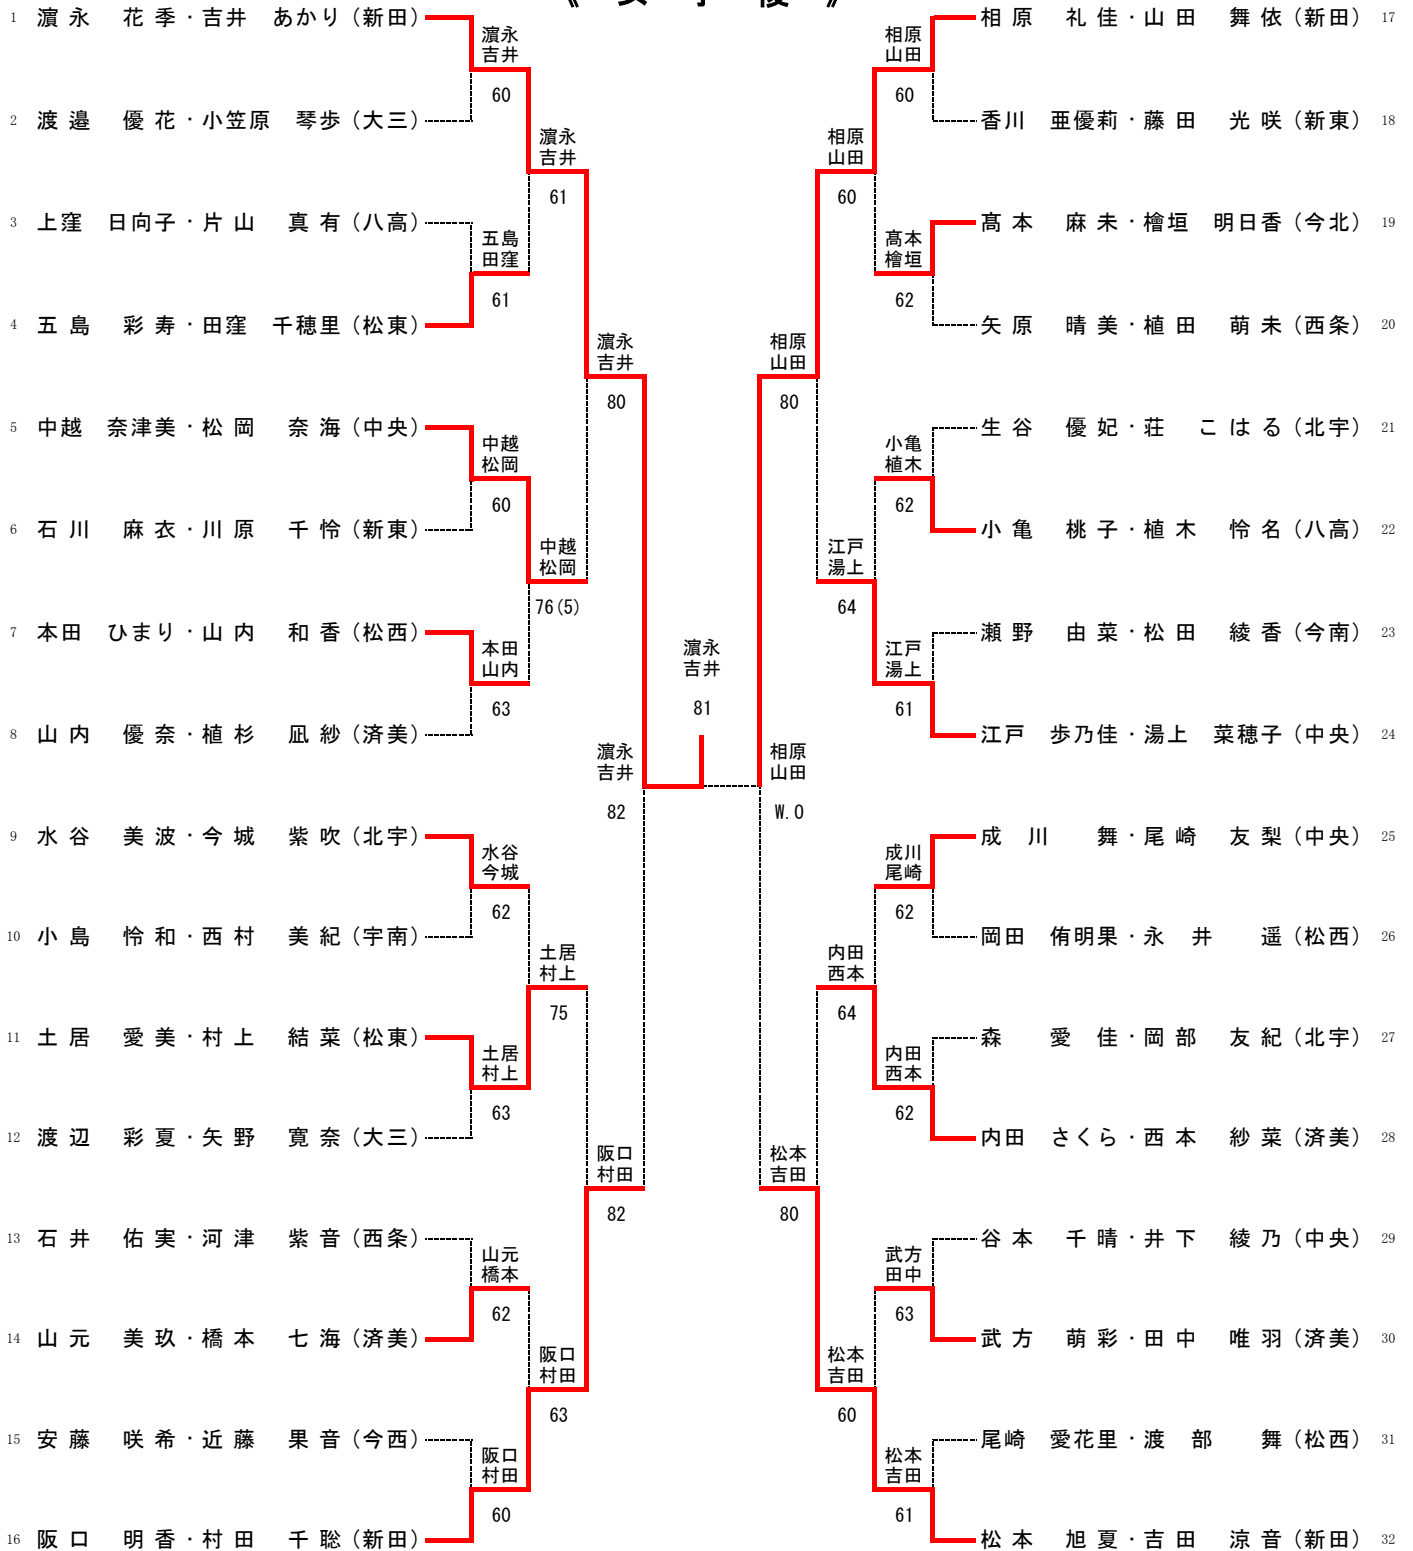 《 女 子 複 》
1 濵永 花季・吉井 あかり（新田）
2 渡邉 優花・小笠原 琴歩（大三）
3 上窪 日向子・片山 真有（八高）
4 五島 彩寿・田窪 千穂里（松東）
5 中越 奈津美・松岡 奈海（中央）
6 石川 麻衣・川原 千怜（新東）
7 本田 ひまり・山内 和香（松西）
8 山内 優奈・植杉 凪紗（済美）
9 水谷 美波・今城 紫吹（北宇）
10 小島 怜和・西村 美紀（宇南）
11 土居 愛美・村上 結菜（松東）
12 渡辺 彩夏・矢野 寛奈（大三）
13 石井 佑実・河津 紫音（西条）
14 山元 美玖・橋本 七海（済美）
15 安藤 咲希・近藤 果音（今西）
16 阪口 明香・村田 千聡（新田）
濵永
吉井
60
五島
田窪
61
中越
松岡
60
本田
山内
63
水谷
今城
62
土居
村上
63
山元
橋本
62
阪口
村田
60
濵永
吉井
61
中越
松岡
76(5)
土居
村上
75
阪口
村田
63
濵永
吉井
80
阪口
村田
82
濵永
吉井
82
濵永
吉井
81
相原
山田
W.O
相原
山田
80
松本
吉田
80
相原
山田
60
江戸
湯上
64
内田
西本
64
松本
吉田
60
相原
山田
60
髙本
檜垣
62
小亀
植木
62
江戸
湯上
61
成川
尾崎
62
内田
西本
62
武方
田中
63
松本
吉田
61
相原 礼佳・山田 舞依（新田） 17
香川 亜優莉・藤田 光咲（新東） 18
髙本 麻未・檜垣 明日香（今北） 19
矢原 晴美・植田 萌未（西条） 20
生谷 優妃・荘 こはる（北宇） 21
小亀 桃子・植木 怜名（八高） 22
瀬野 由菜・松田 綾香（今南） 23
江戸 歩乃佳・湯上 菜穂子（中央） 24
成川 舞・尾崎 友梨（中央） 25
岡田 侑明果・永井 遥（松西） 26
森 愛佳・岡部 友紀（北宇） 27
内田 さくら・西本 紗菜（済美） 28
谷本 千晴・井下 綾乃（中央） 29
武方 萌彩・田中 唯羽（済美） 30
尾崎 愛花里・渡部 舞（松西） 31
松本 旭夏・吉田 涼音（新田） 32